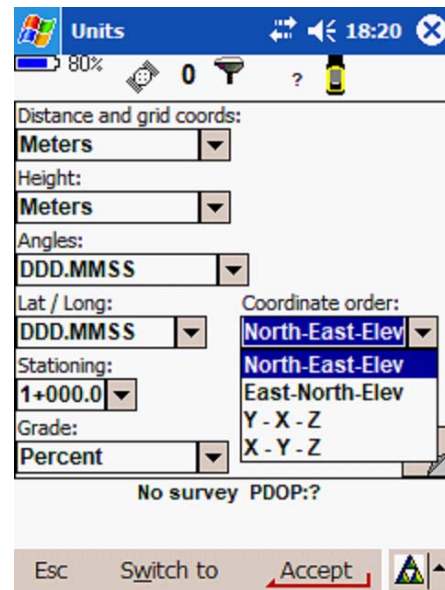 Units 18:20
80% 0 ?
Distance and grid coords:
Meters
Height:
Meters
Angles:
DDD.MMSS
Lat / Long: Coordinate order:
DDD.MMSS North-East-Elev
Stationing: North-East-Elev
1+000.0 East-North-Elev
Grade: Y - X - Z
Percent X - Y - Z
No survey PDOP:?
Esc Switch to Accept